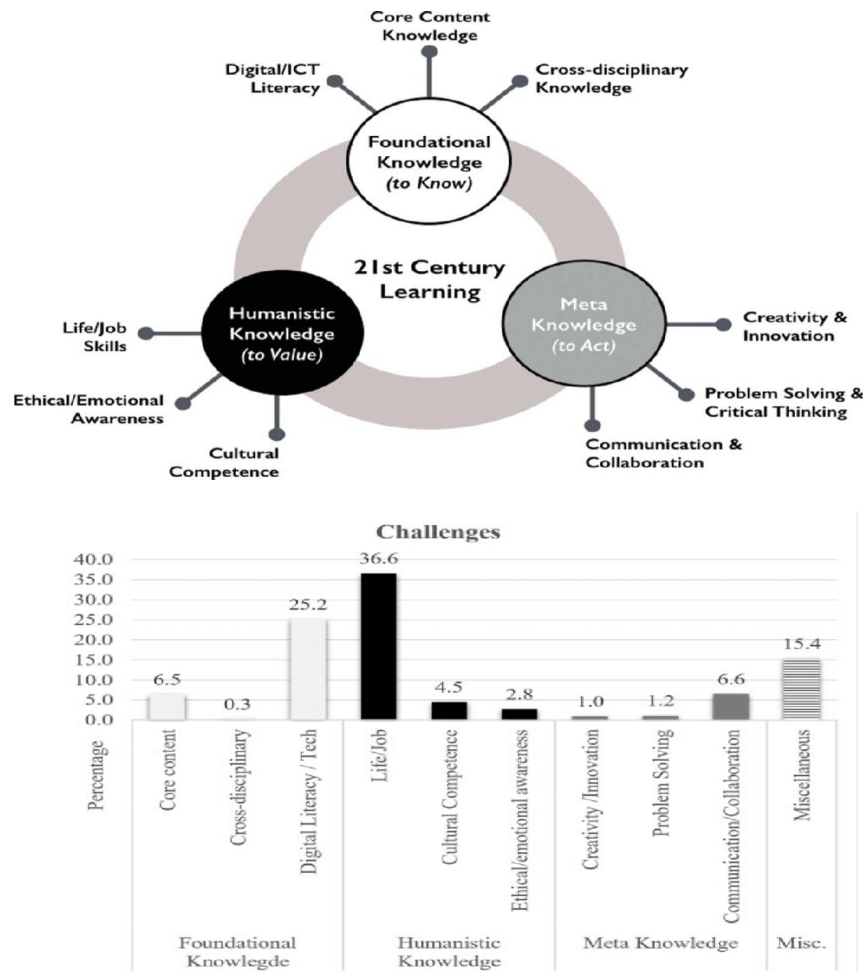 Core Content
Knowledge
Digital/ICT
Literacy
Cross-disciplinary
Knowledge
Foundational
Knowledge
(to Know)
21st Century
Learning
Humanistic
Knowledge
(to Value)
Meta
Knowledge
(to Act)
Life/Job
Skills
Ethical/Emotional
Awareness
Cultural
Competence
Creativity &
Innovation
Problem Solving &
Critical Thinking
Communication &
Collaboration
Challenges
40.0
35.0
30.0
25.0
20.0
15.0
10.0
5.0
0.0
Percentage
6.5
0.3
25.2
36.6
4.5
2.8
1.0
1.2
6.6
15.4
Core content
Cross-disciplinary
Digital Literacy / Tech
Life/Job
Cultural Competence
Ethical/emotional awareness
Creativity /Innovation
Problem Solving
Communication/Collaboration
Miscellaneous
Foundational
Knowlegde
Humanistic
Knowledge
Meta Knowledge
Misc.